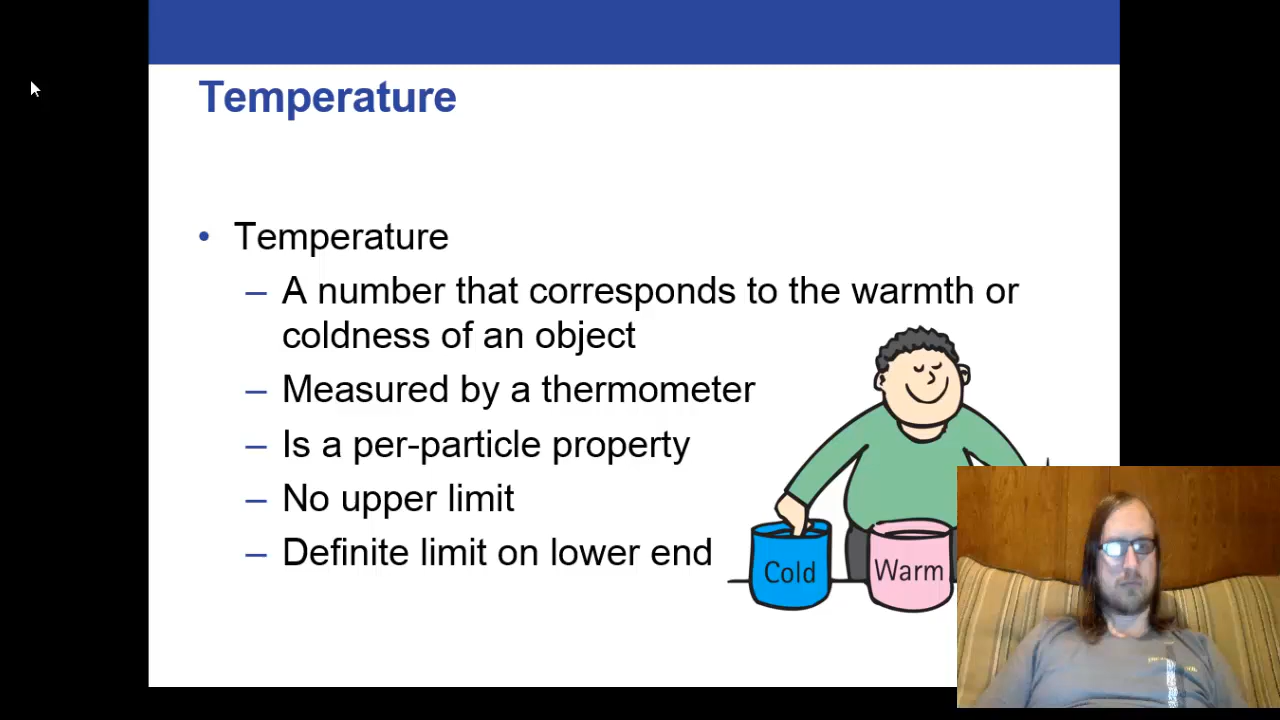 Temperature
• Temperature
– A number that corresponds to the warmth or
coldness of an object
– Measured by a thermometer
– Is a per-particle property
– No upper limit
– Definite limit on lower end
Cold
Warm